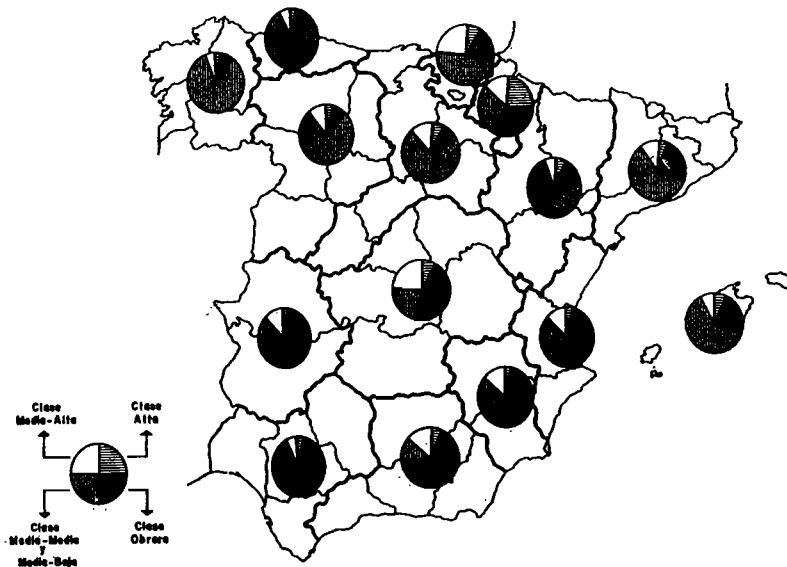 Clase
Media-Alta
Clase
Alta
Clase
Media-Media
y
Media-Baja
Clase
Obrera